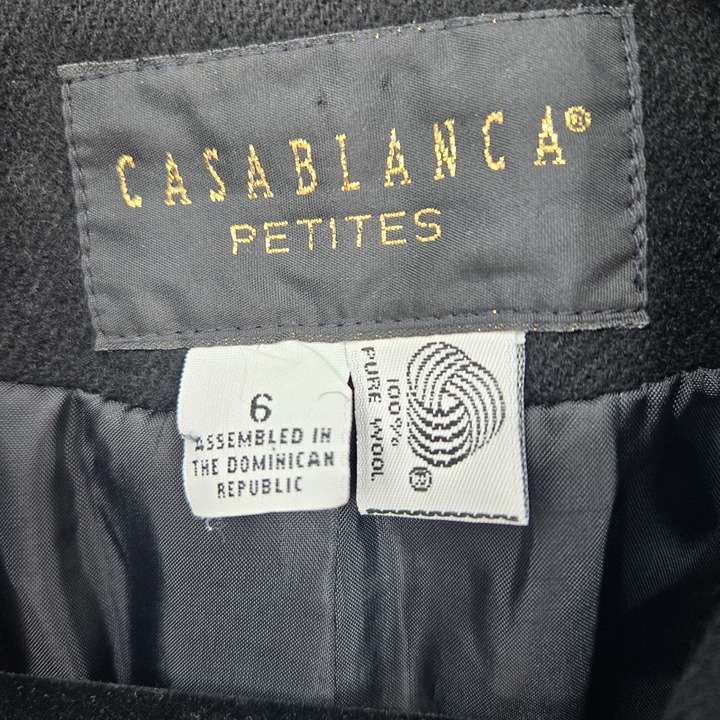 CASABLANCA®
PETITES
6
ASSEMBLED IN
THE DOMINICAN
REPUBLIC
100%
PURE WOOL
®